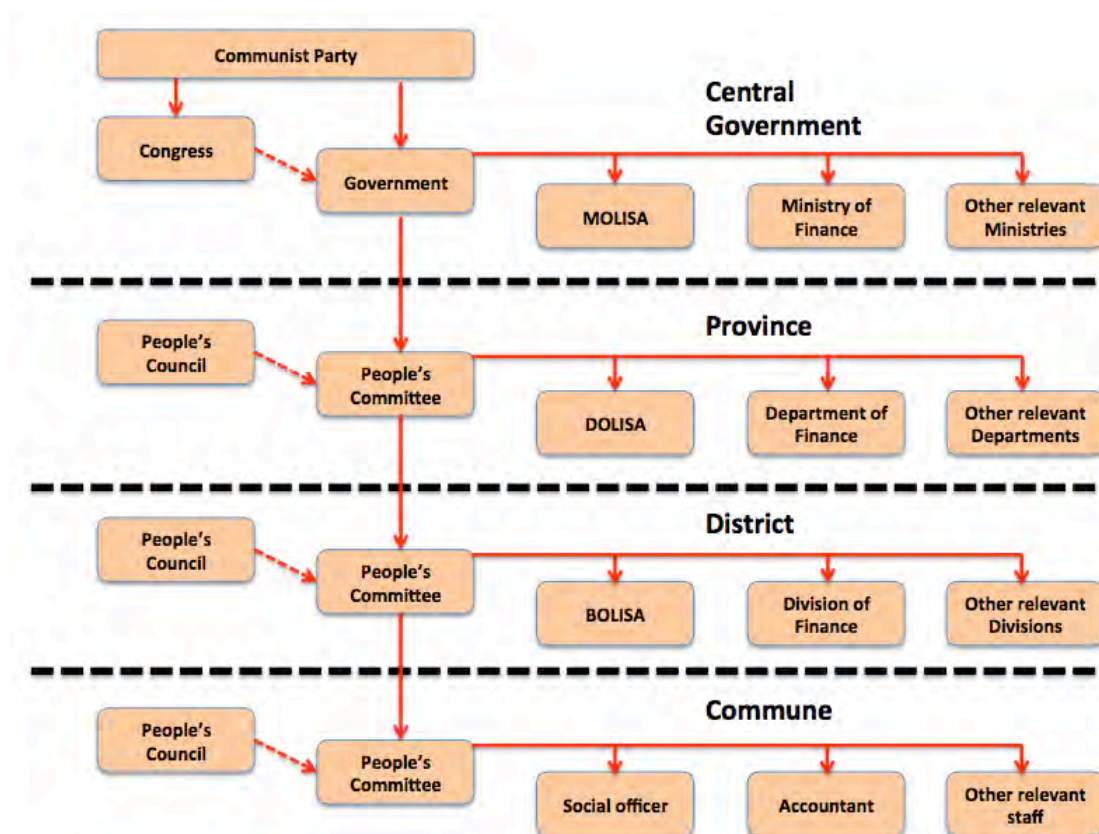 Communist Party
Central
Government
Congress
Government
MOLISA
Ministry of
Finance
Other relevant
Ministries
Province
People's
Council
People's
Committee
DOLISA
Department of
Finance
Other relevant
Departments
District
People's
Council
People's
Committee
BOLISA
Division of
Finance
Other relevant
Divisions
Commune
People's
Council
People's
Committee
Social officer
Accountant
Other relevant
staff